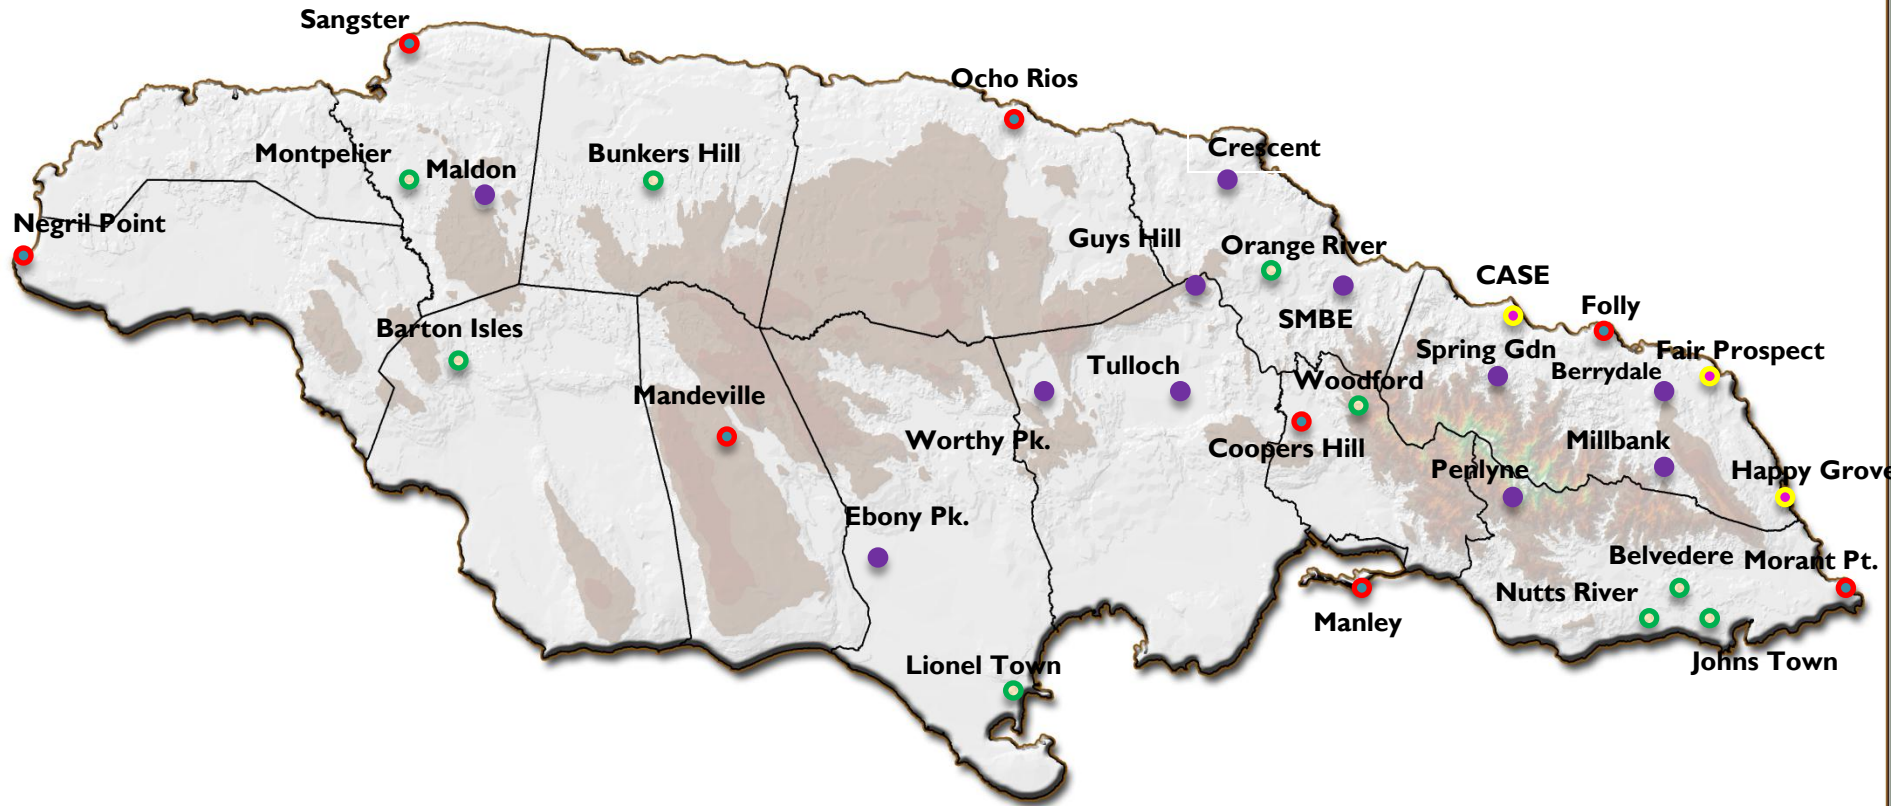 Sangster
Ocho Rios
Crescent
Montpelier
Maldon
Bunkers Hill
Negril Point
Guys Hill
Orange River
CASE
Folly
SMBE
Barton Isles
Spring Gdn
Fair Prospect
Tulloch
Berrydale
Woodford
Mandeville
Worthy Pk.
Coopers Hill
Millbank
Penlyne
Happy Grove
Ebony Pk.
Belvedere
Morant Pt.
Nutts River
Manley
Lionel Town
Johns Town